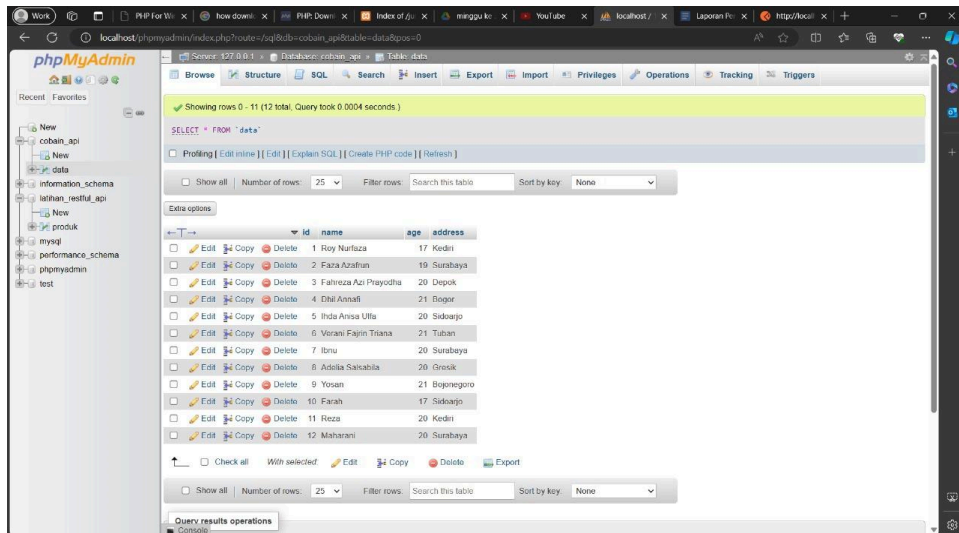 Work
PHP For Wi
how downl
PHP: Down
Index of /ju
minggu ke
YouTube
localhost /
Laporan Per
http://locall
localhost/phpmyadmin/index.php?route=/sql&db=cobain_api&table=data&pos=0
phpMyAdmin
Recent Favorites
New
cobain_api
New
data
information_schema
latihan_restful_api
New
produk
mysql
performance_schema
phpmyadmin
test
Server: 127.0.0.1 » Database: cobain_api » Table: data
Browse Structure SQL Search Insert Export Import Privileges Operations Tracking Triggers
Showing rows 0 - 11 (12 total, Query took 0.0004 seconds.)
SELECT * FROM `data`
Profiling [ Edit inline ] [ Edit ] [ Explain SQL ] [ Create PHP code ] [ Refresh ]
Show all | Number of rows: 25 Filter rows: Search this table Sort by key: None
Extra options
id name age address
Edit Copy Delete 1 Roy Nurfaza 17 Kediri
Edit Copy Delete 2 Faza Azafrun 19 Surabaya
Edit Copy Delete 3 Fahreza Azi Prayodha 20 Depok
Edit Copy Delete 4 Dhil Annafi 21 Bogor
Edit Copy Delete 5 Ihda Anisa Ulfa 20 Sidoarjo
Edit Copy Delete 6 Verani Fajrin Triana 21 Tuban
Edit Copy Delete 7 Ibnu 20 Surabaya
Edit Copy Delete 8 Adelia Salsabila 20 Gresik
Edit Copy Delete 9 Yosan 21 Bojonegoro
Edit Copy Delete 10 Farah 17 Sidoarjo
Edit Copy Delete 11 Reza 20 Kediri
Edit Copy Delete 12 Maharani 20 Surabaya
Check all With selected: Edit Copy Delete Export
Show all | Number of rows: 25 Filter rows: Search this table Sort by key: None
Query results operations
Console